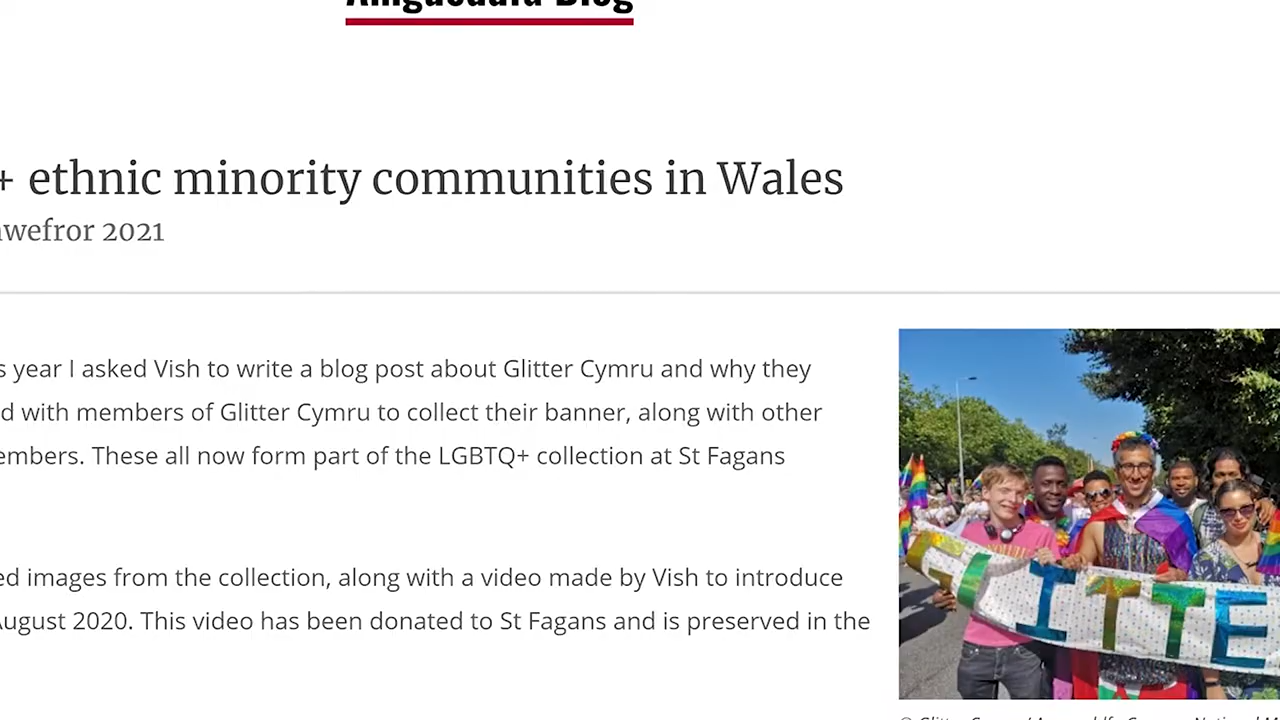 Amgueddfa Blog
+ ethnic minority communities in Wales
wefror 2021
s year I asked Vish to write a blog post about Glitter Cymru and why they
d with members of Glitter Cymru to collect their banner, along with other
embers. These all now form part of the LGBTQ+ collection at St Fagans
ed images from the collection, along with a video made by Vish to introduce
August 2020. This video has been donated to St Fagans and is preserved in the
LITTE